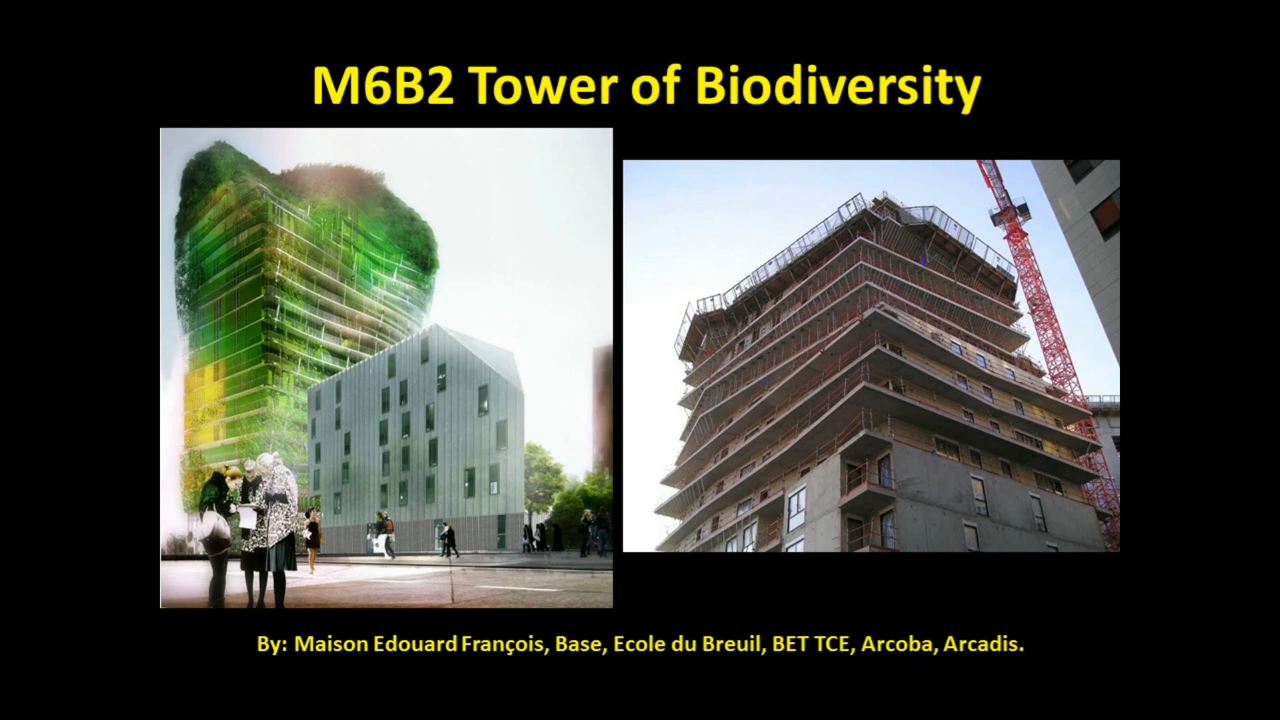 M6B2 Tower of Biodiversity
By: Maison Edouard François, Base, Ecole du Breuil, BET TCE, Arcoba, Arcadis.